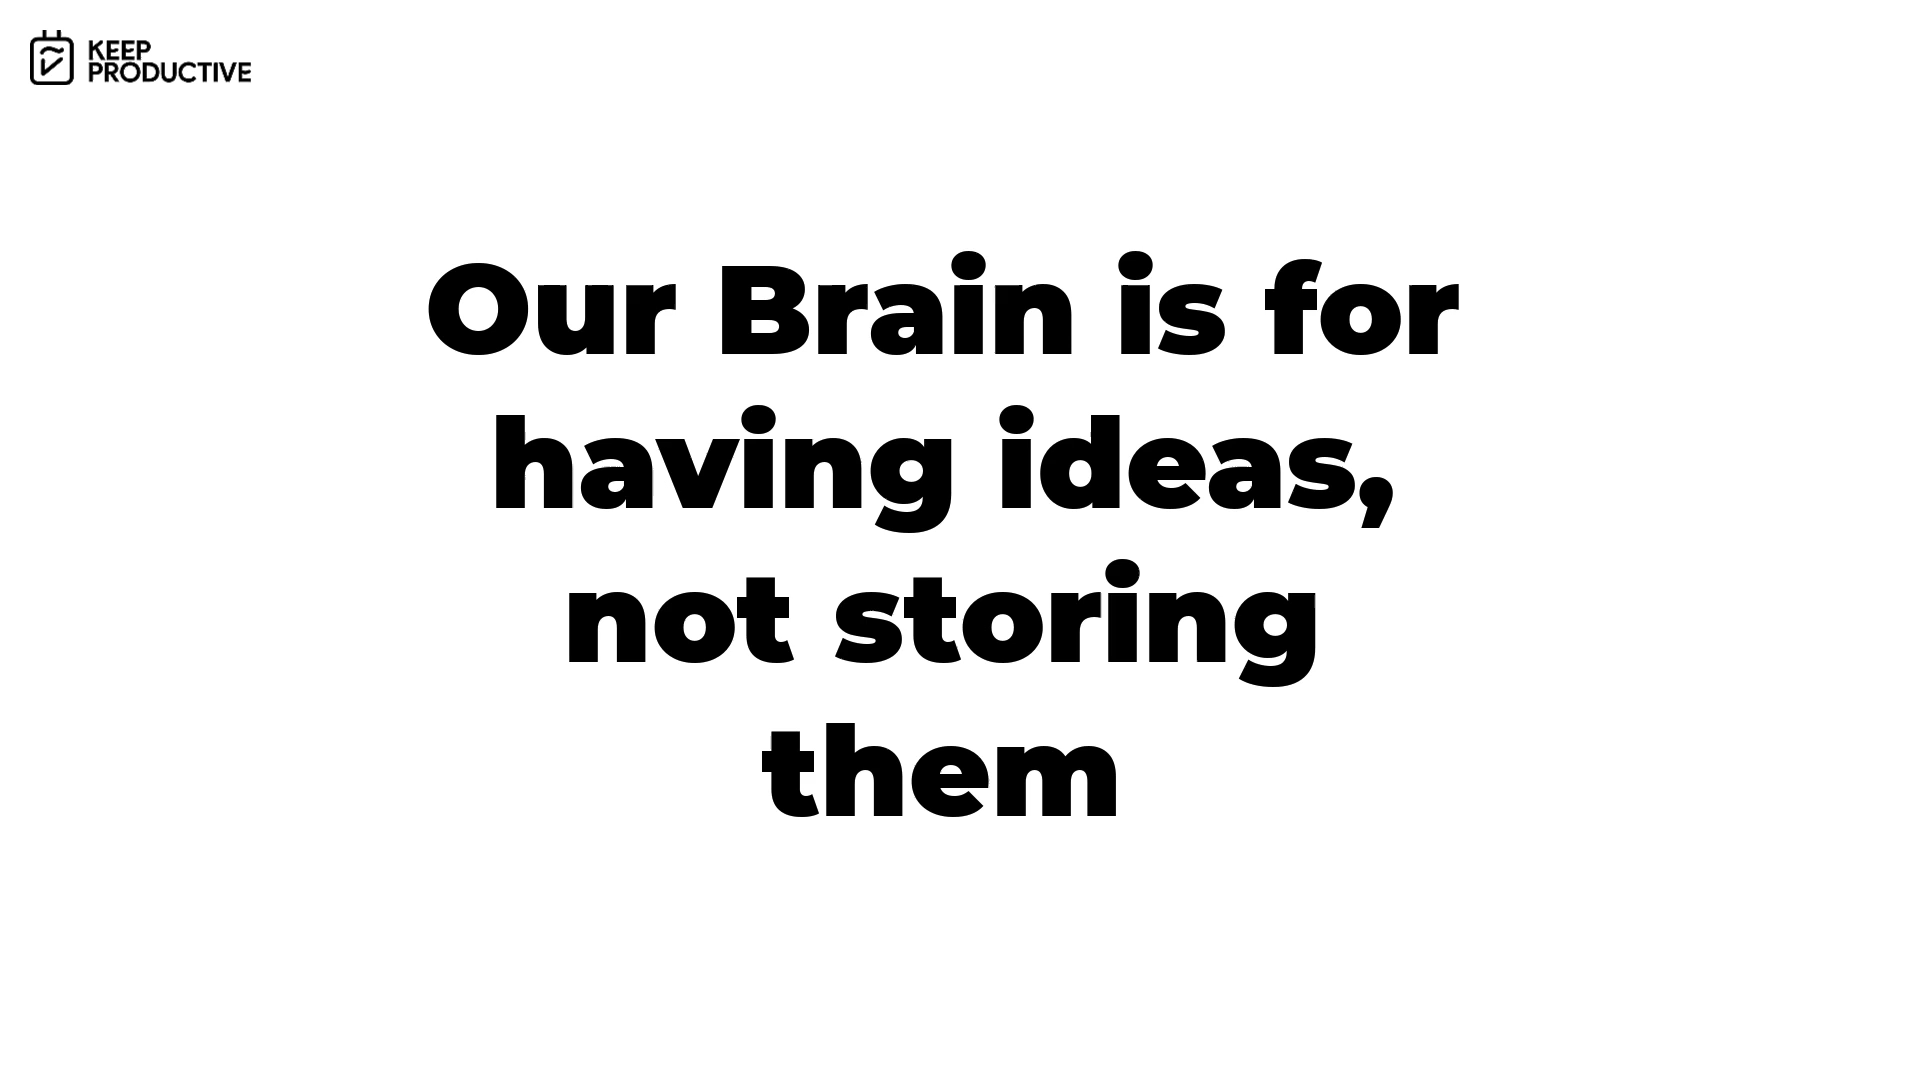 KEEP
PRODUCTIVE
Our Brain is for
having ideas,
not storing
them